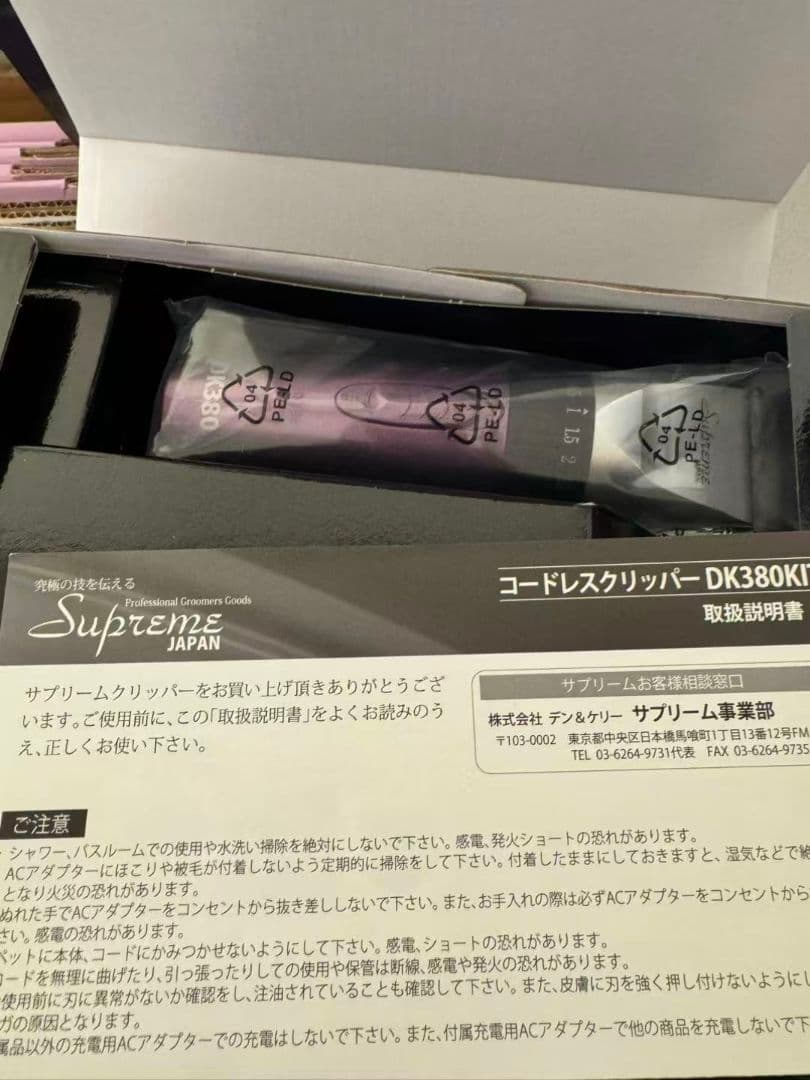 DK380
04
PE-LD
04
PE-LD
1 1.5 2
04
PE-LD
Supreme
究極の技を伝える
Professional Groomers Goods
Supreme
JAPAN
コードレスクリッパー DK380KIT
取扱説明書
サプリームクリッパーをお買い上げ頂きありがとうござ
います。ご使用前に、この「取扱説明書」をよくお読みのう
え、正しくお使い下さい。
サプリームお客様相談窓口
株式会社 デン&ケリー サプリーム事業部
〒103-0002 東京都中央区日本橋馬喰町1丁目13番12号FM
TEL 03-6264-9731代表 FAX 03-6264-9735
ご注意
・シャワー、バスルームでの使用や水洗い掃除を絶対にしないで下さい。感電、発火ショートの恐れがあります。
ACアダプターにほこりや被毛が付着しないよう定期的に掃除をして下さい。付着したままにしておきますと、湿気などで絶
となり火災の恐れがあります。
ぬれた手でACアダプターをコンセントから抜き差ししないで下さい。また、お手入れの際は必ずACアダプターをコンセントから
さい。感電の恐れがあります。
ペットに本体、コードにかみつかせないようにして下さい。感電、ショートの恐れがあります。
コードを無理に曲げたり、引っ張ったりしての使用や保管は断線、感電や発火の恐れがあります。
使用前に刃に異常がないか確認をし、注油されていることも確認して下さい。また、皮膚に刃を強く押し付けないようにし
ガの原因となります。
属品以外の充電用ACアダプターでの充電はしないで下さい。また、付属充電用ACアダプターで他の商品を充電しないで下